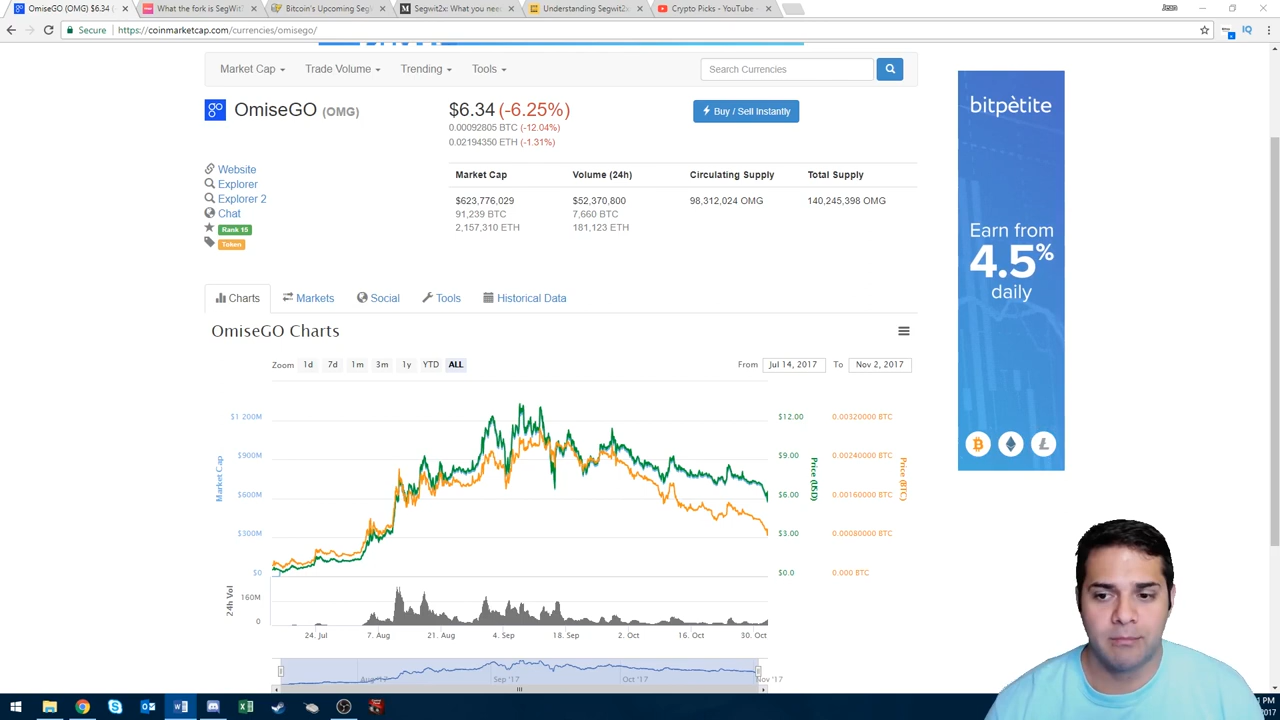 OmiseGO (OMG) $6.34 (
What the fork is SegWit
Bitcoin's Upcoming Seg
Segwit2x: What you nee
Understanding Segwit2x
Crypto Picks - YouTube
Secure
https://coinmarketcap.com/currencies/omisego/
IQ
Market Cap
Trade Volume
Trending
Tools
Search Currencies
OmiseGO (OMG)
$6.34 (-6.25%)
0.00092805 BTC (-12.04%)
0.02194350 ETH (-1.31%)
Buy / Sell Instantly
Website
Explorer
Explorer 2
Chat
Rank 15
Token
Market Cap Volume (24h) Circulating Supply Total Supply
$623,776,029 $52,370,800 98,312,024 OMG 140,245,398 OMG
91,239 BTC 7,660 BTC
2,157,310 ETH 181,123 ETH
bitpètite
Earn from
4.5%
daily
Charts Markets Social Tools Historical Data
OmiseGO Charts
Zoom 1d 7d 1m 3m 1y YTD ALL From Jul 14, 2017 To Nov 2, 2017
$1 200M $12.00 0.00320000 BTC
$900M $9.00 0.00240000 BTC
$600M $6.00 0.00160000 BTC
$300M $3.00 0.00080000 BTC
$0 $0.0 0.000 BTC
Market Cap
Price (USD)
Price (BTC)
24h Vol
160M
0
24. Jul 7. Aug 21. Aug 4. Sep 18. Sep 2. Oct 16. Oct 30. Oct
Aug '17 Sep '17 Oct '17 Nov '17
PM
2017